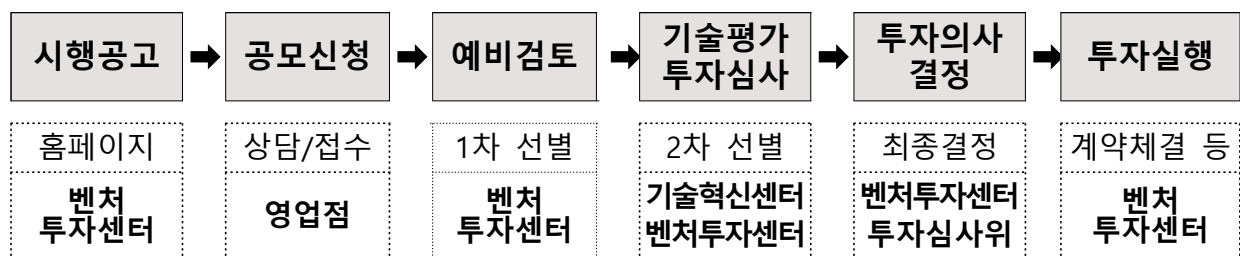 시행공고 ➡ 공모신청 ➡ 예비검토 ➡ 기술평가 투자심사 ➡ 투자의사 결정 ➡ 투자실행
홈페이지 상담/접수 1차 선별 2차 선별 최종결정 계약체결 등
벤처 투자센터 영업점 벤처 투자센터 기술혁신센터 벤처투자센터 벤처투자센터 투자심사위 벤처 투자센터